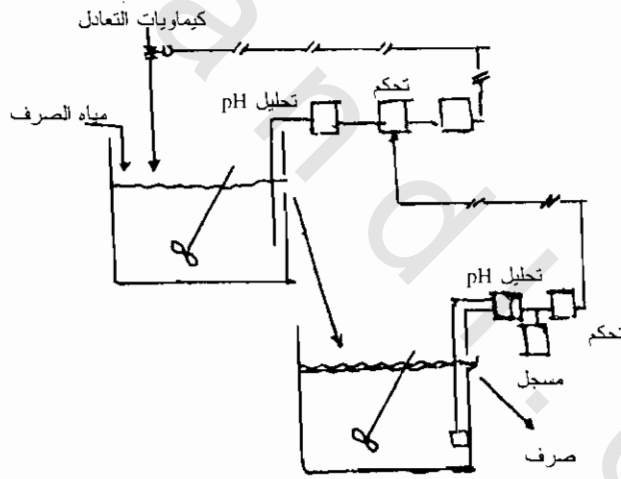 كيماويات التعادل
تحكم
تحليل pH
مياه الصرف
تحليل pH
تحكم
مسجل
صرف